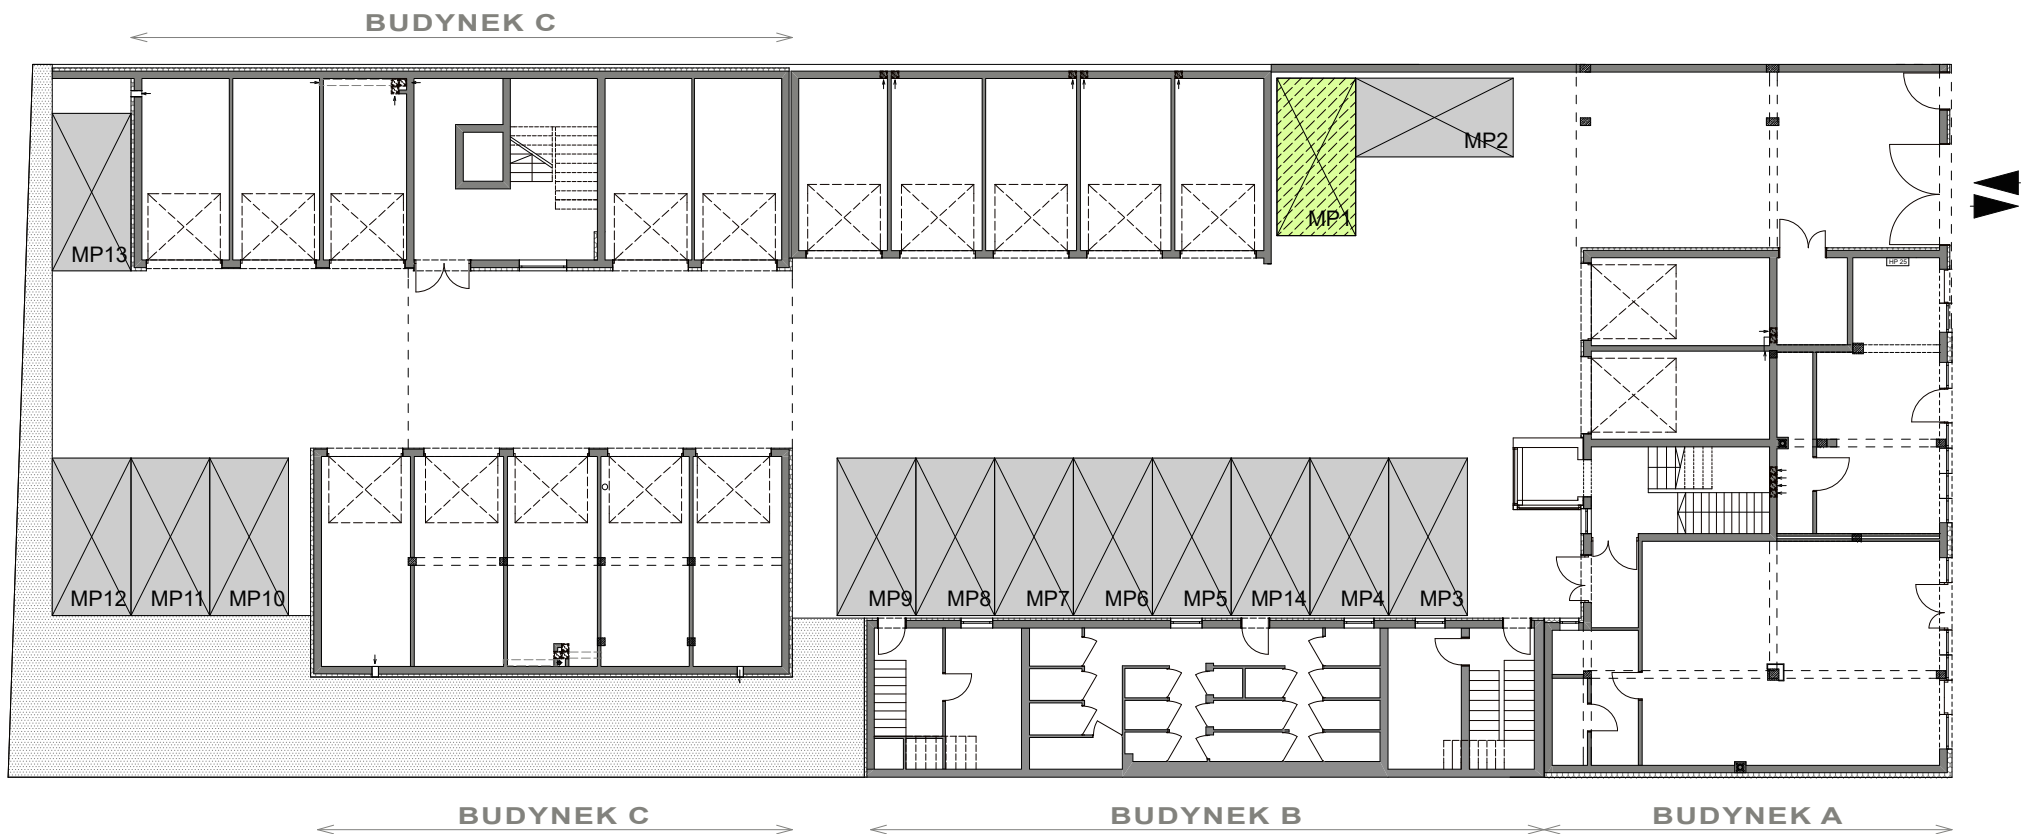 BUDYNEK C
MP2
MP1
MP13
HP 25
MP12 MP11 MP10 MP9 MP8 MP7 MP6 MP5 MP14 MP4 MP3
BUDYNEK C BUDYNEK B BUDYNEK A